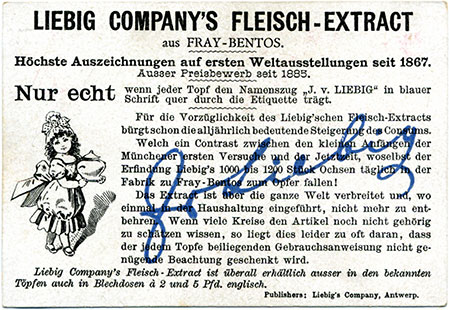 LIEBIG COMPANY'S FLEISCH-EXTRACT
aus FRAY-BENTOS.
Höchste Auszeichnungen auf ersten Weltausstellungen seit 1867.
Ausser Preisbewerb seit 1885.
Nur echt wenn jeder Topf den Namenszug „J. v. LIEBIG" in blauer
Schrift quer durch die Etiquette trägt.
Für die Vorzüglichkeit des Liebig'schen Fleisch-Extracts
bürgt schon die alljährlich bedeutende Steigerung des Consums.
Welch ein Contrast zwischen den kleinen Anfängen der
Münchener ersten Versuche und der Jetztzeit, woselbst der
Erfindung Liebig's 1000 bis 1200 Stück Ochsen täglich in der
Fabrik zu Fray-Bentos zum Opfer fallen!
Das Extract ist über die ganze Welt verbreitet und, wo
einmal in der Haushaltung eingeführt, nicht mehr zu ent-
behren. Wenn viele Kreise den Artikel noch nicht gehörig
zu schätzen wissen, so liegt dies leider zu oft daran, dass
der jedem Topfe beiliegenden Gebrauchsanweisung nicht ge-
nügende Beachtung geschenkt wird.
JvLiebig
Liebig Company's Fleisch-Extract ist überall erhältlich ausser in den bekannten
Töpfen auch in Blechdosen à 2 und 5 Pfd. englisch.
Publishers: Liebig's Company, Antwerp.